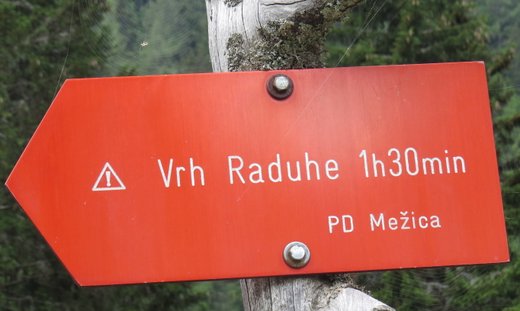 Vrh Raduhe 1h30min
PD Mežica